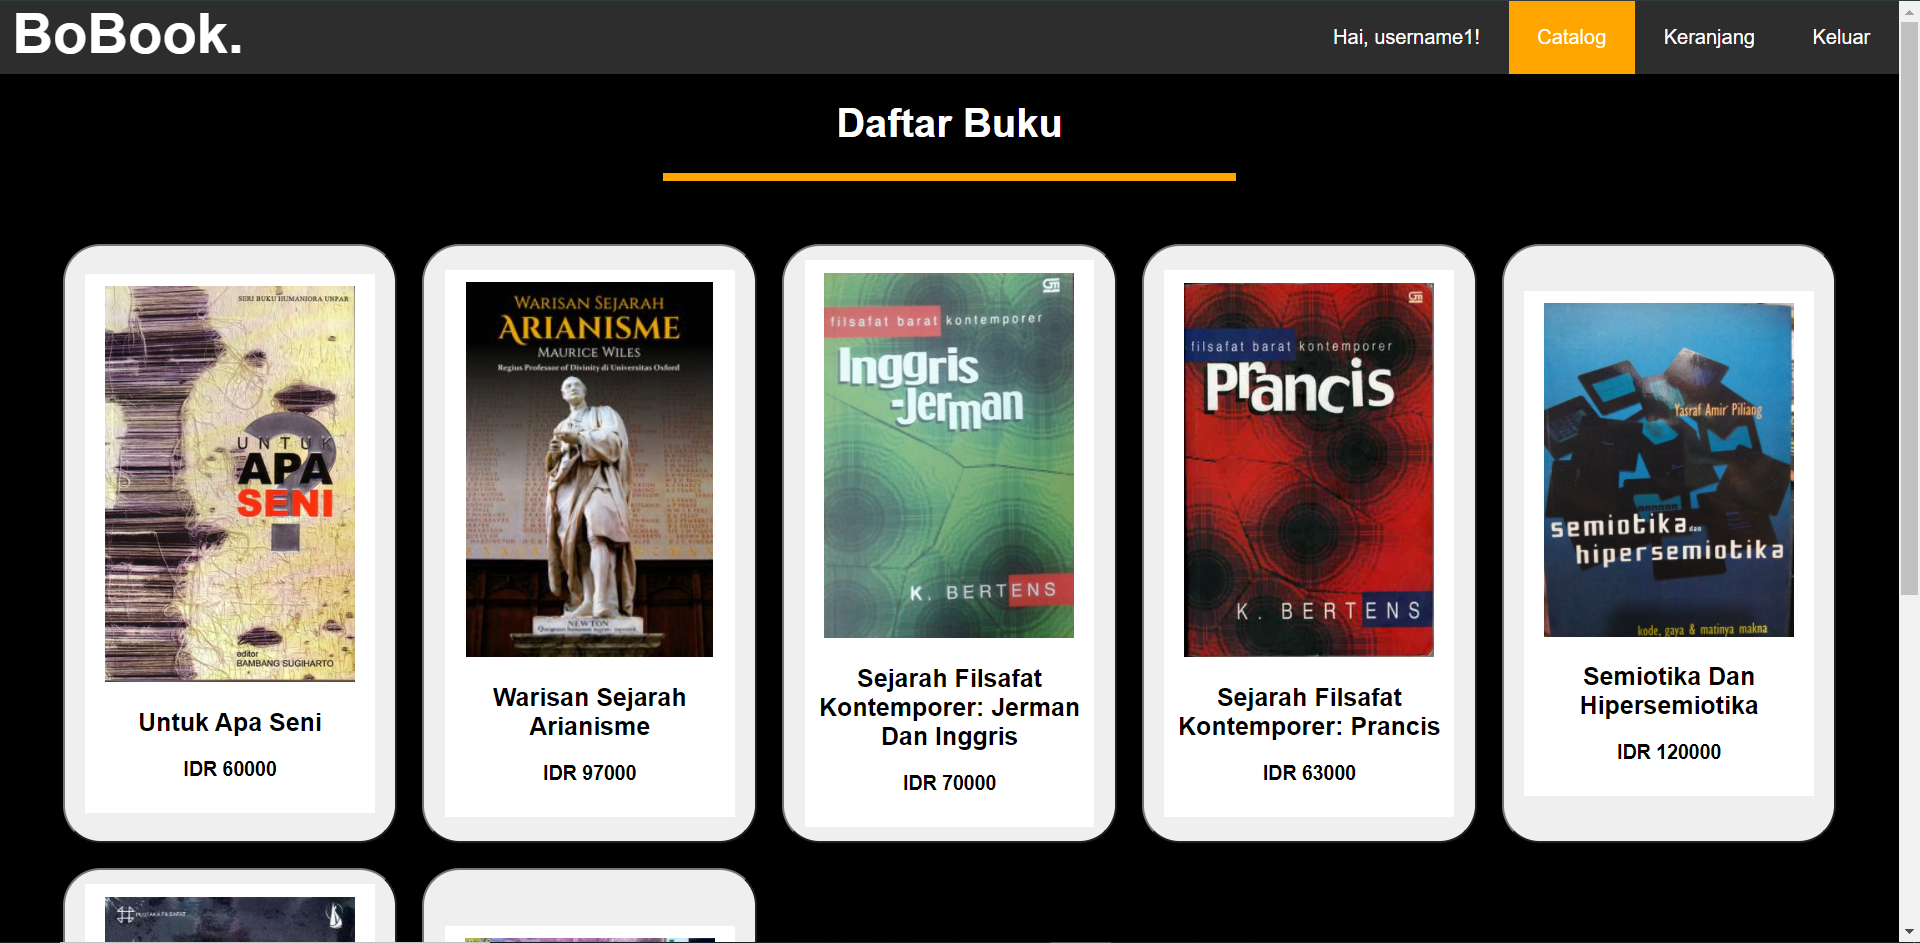 BoBook.
Hai, username1!
Catalog
Keranjang
Keluar
Daftar Buku
SERI BUKU HUMANIORA UNPAR
UNTUK
APA
SENI
editor
BAMBANG SUGIHARTO
Untuk Apa Seni
IDR 60000
WARISAN SEJARAH
ARIANISME
MAURICE WILES
Regius Professor of Divinity di Universitas Oxford
NEWTON
Warisan Sejarah
Arianisme
IDR 97000
GM
filsafat barat kontemporer
Inggris
-Jerman
K. BERTENS
Sejarah Filsafat
Kontemporer: Jerman
Dan Inggris
IDR 70000
GM
filsafat barat kontemporer
Prancis
K. BERTENS
Sejarah Filsafat
Kontemporer: Prancis
IDR 63000
Yasraf Amir Piliang
semiotika dan
hipersemiotika
kode, gaya & matinya makna
Semiotika Dan
Hipersemiotika
IDR 120000
PUSTAKA FILSAFAT